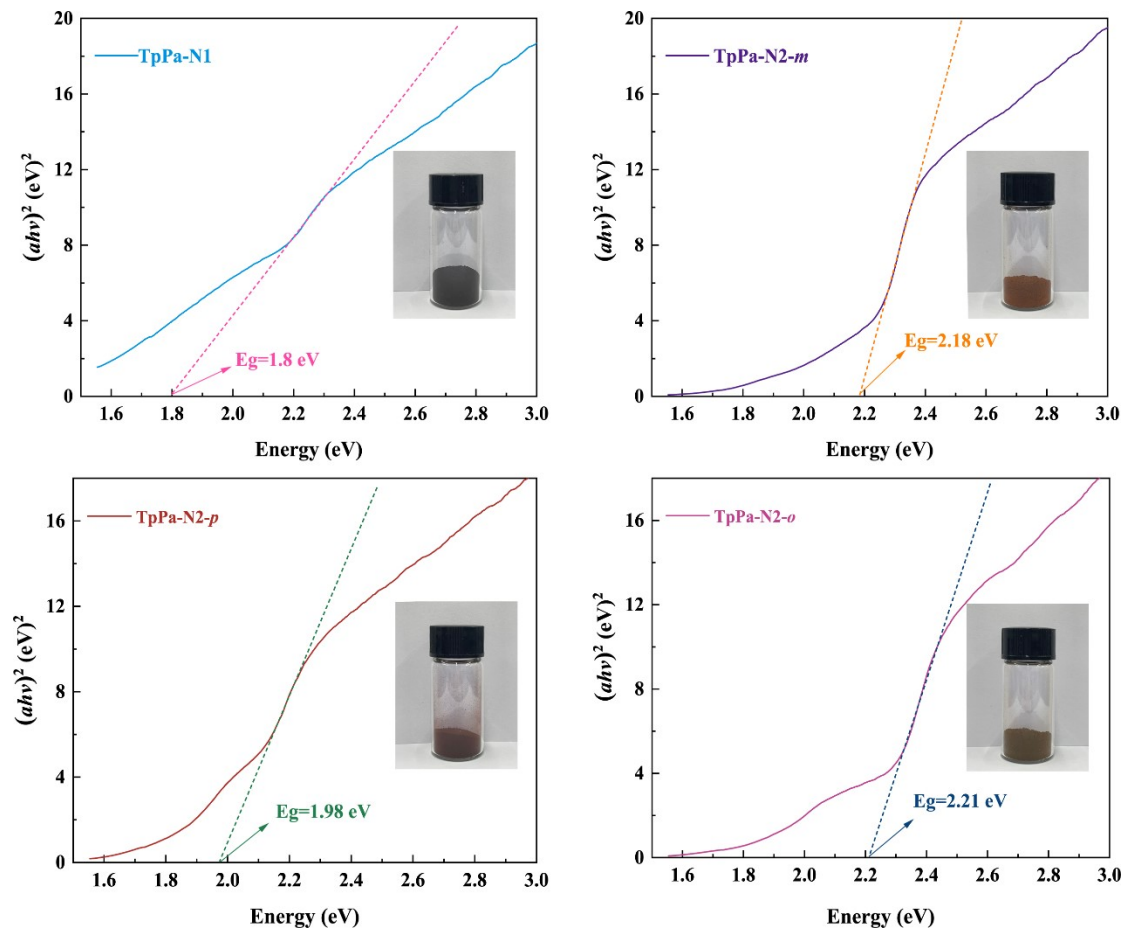 TpPa-N1
(ahv)² (eV)²
20
16
12
8
4
0
Eg=1.8 eV
1.6 1.8 2.0 2.2 2.4 2.6 2.8 3.0
Energy (eV)
TpPa-N2-m
(ahv)² (eV)²
20
16
12
8
4
0
Eg=2.18 eV
1.6 1.8 2.0 2.2 2.4 2.6 2.8 3.0
Energy (eV)
TpPa-N2-p
(ahv)² (eV)²
16
12
8
4
0
Eg=1.98 eV
1.6 1.8 2.0 2.2 2.4 2.6 2.8 3.0
Energy (eV)
TpPa-N2-o
(ahv)² (eV)²
16
12
8
4
0
Eg=2.21 eV
1.6 1.8 2.0 2.2 2.4 2.6 2.8 3.0
Energy (eV)